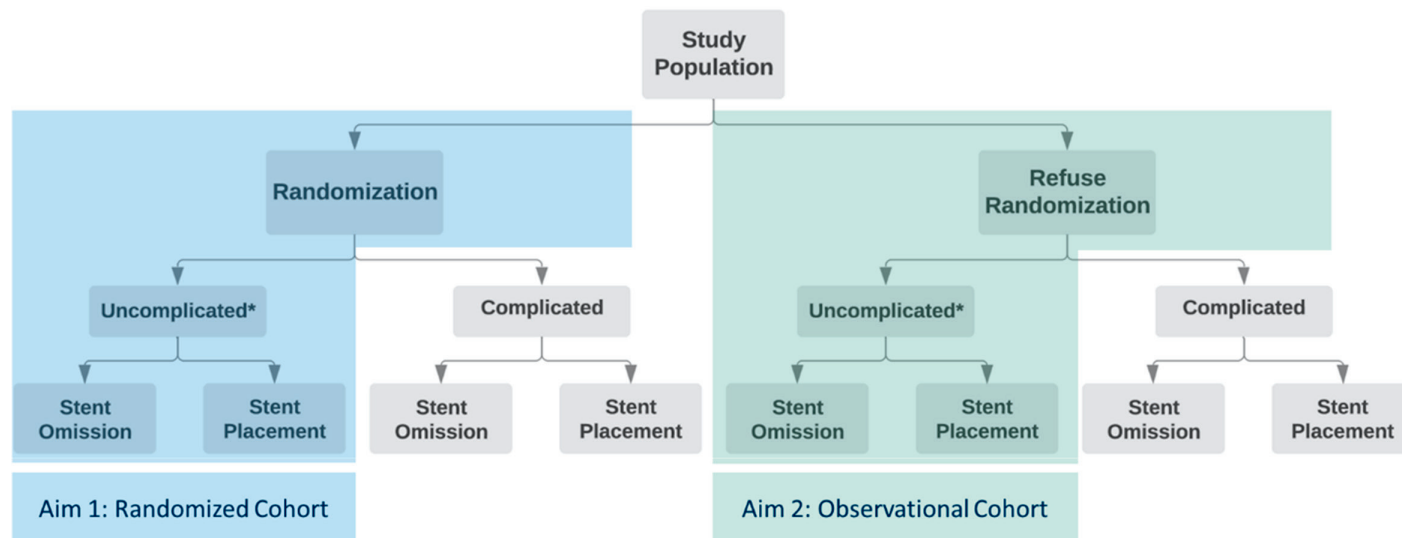 Study
Population
Randomization
Refuse
Randomization
Uncomplicated*
Complicated
Uncomplicated*
Complicated
Stent
Omission
Stent
Placement
Stent
Omission
Stent
Placement
Stent
Omission
Stent
Placement
Stent
Omission
Stent
Placement
Aim 1: Randomized Cohort
Aim 2: Observational Cohort